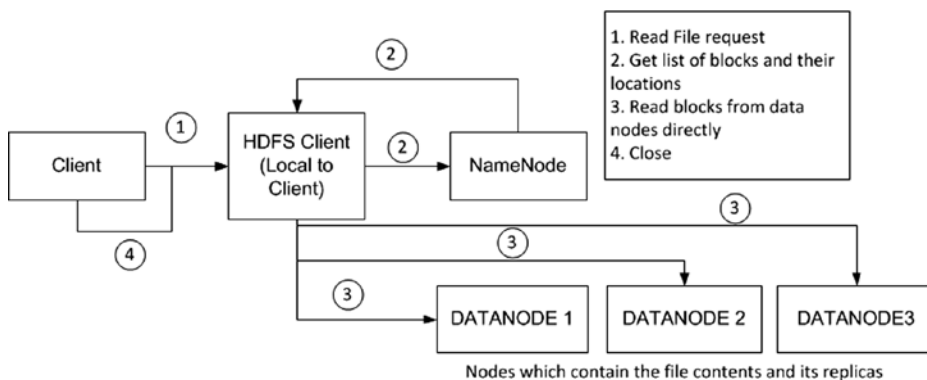 2
1. Read File request
2. Get list of blocks and their
locations
3. Read blocks from data
nodes directly
4. Close
1
Client
HDFS Client
(Local to
Client)
2
NameNode
4
3
3
3
DATANODE 1
DATANODE 2
DATANODE3
Nodes which contain the file contents and its replicas